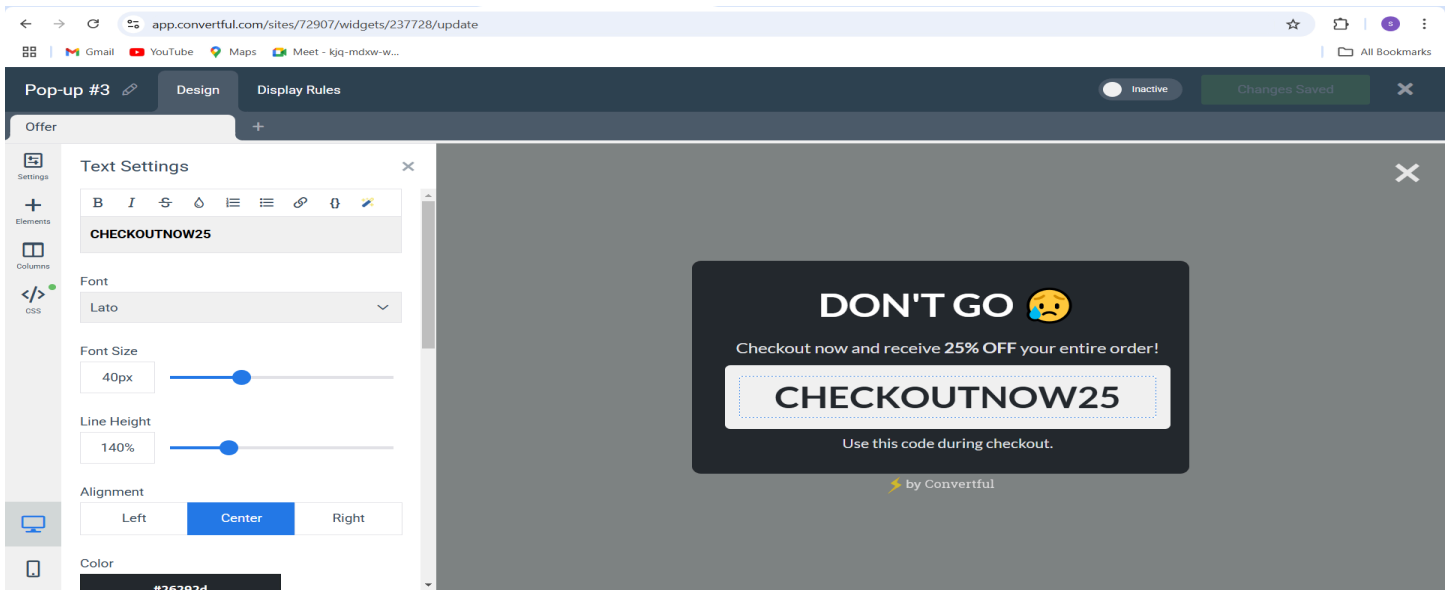 app.convertful.com/sites/72907/widgets/237728/update
S
Gmail YouTube Maps Meet - kjq-mdxw-w...
All Bookmarks
Pop-up #3 Design Display Rules Inactive Changes Saved
Offer
Settings
Elements
Columns
CSS
Text Settings
B I S {}
CHECKOUTNOW25
Font
Lato
Font Size
40px
Line Height
140%
Alignment
Left Center Right
Color
#26292d
DON'T GO 😥
Checkout now and receive 25% OFF your entire order!
CHECKOUTNOW25
Use this code during checkout.
⚡ by Convertful